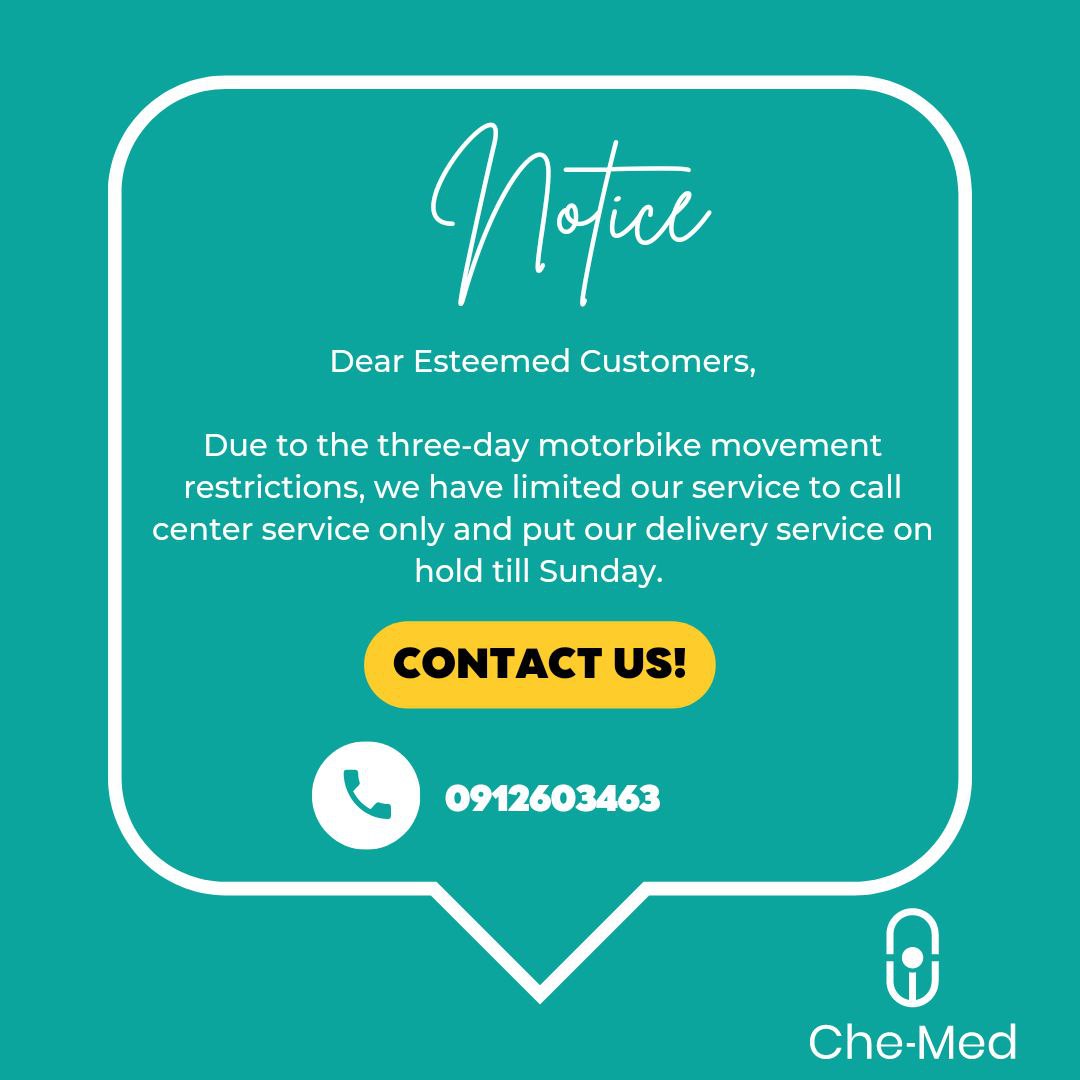 Notice
Dear Esteemed Customers,
Due to the three-day motorbike movement
restrictions, we have limited our service to call
center service only and put our delivery service on
hold till Sunday.
CONTACT US!
0912603463
Che-Med